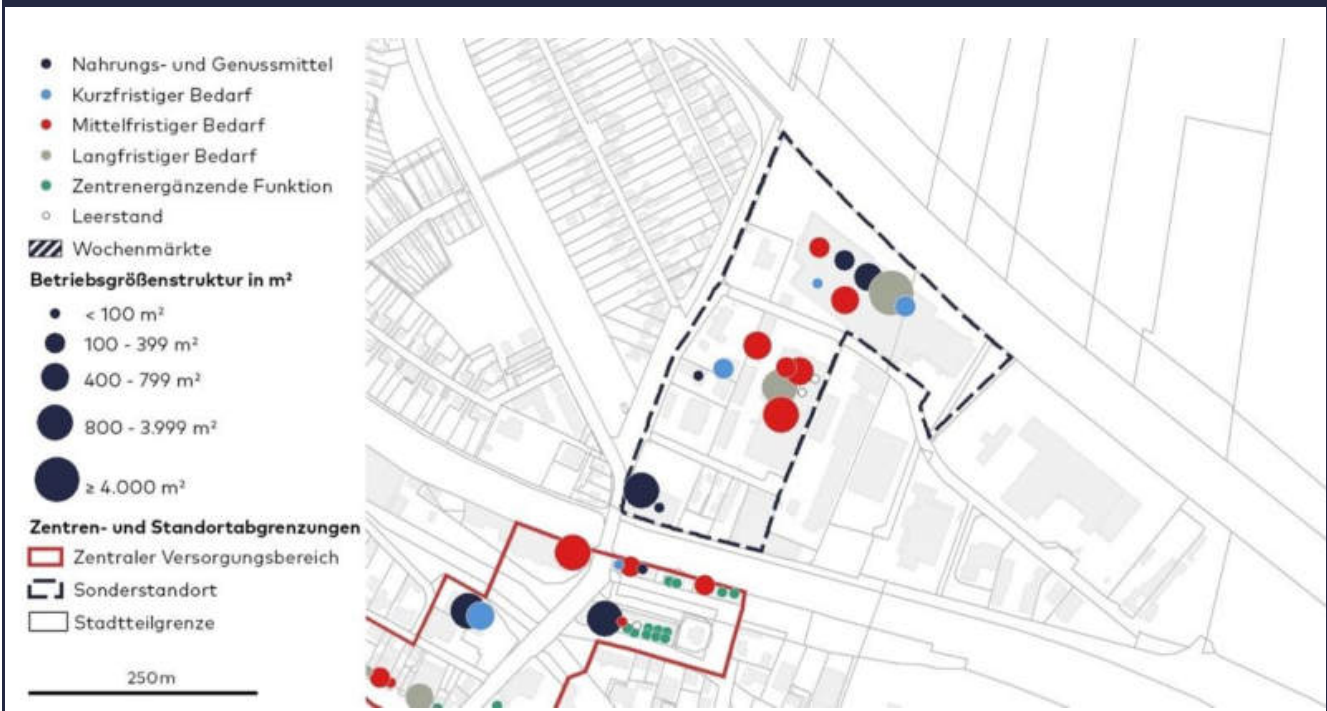 Nahrungs- und Genussmittel
Kurzfristiger Bedarf
Mittelfristiger Bedarf
Langfristiger Bedarf
Zentrenergänzende Funktion
Leerstand
Wochenmärkte
Betriebsgrößenstruktur in m²
< 100 m²
100 - 399 m²
400 - 799 m²
800 - 3.999 m²
≥ 4.000 m²
Zentren- und Standortabgrenzungen
Zentraler Versorgungsbereich
Sonderstandort
Stadtteilgrenze
250m